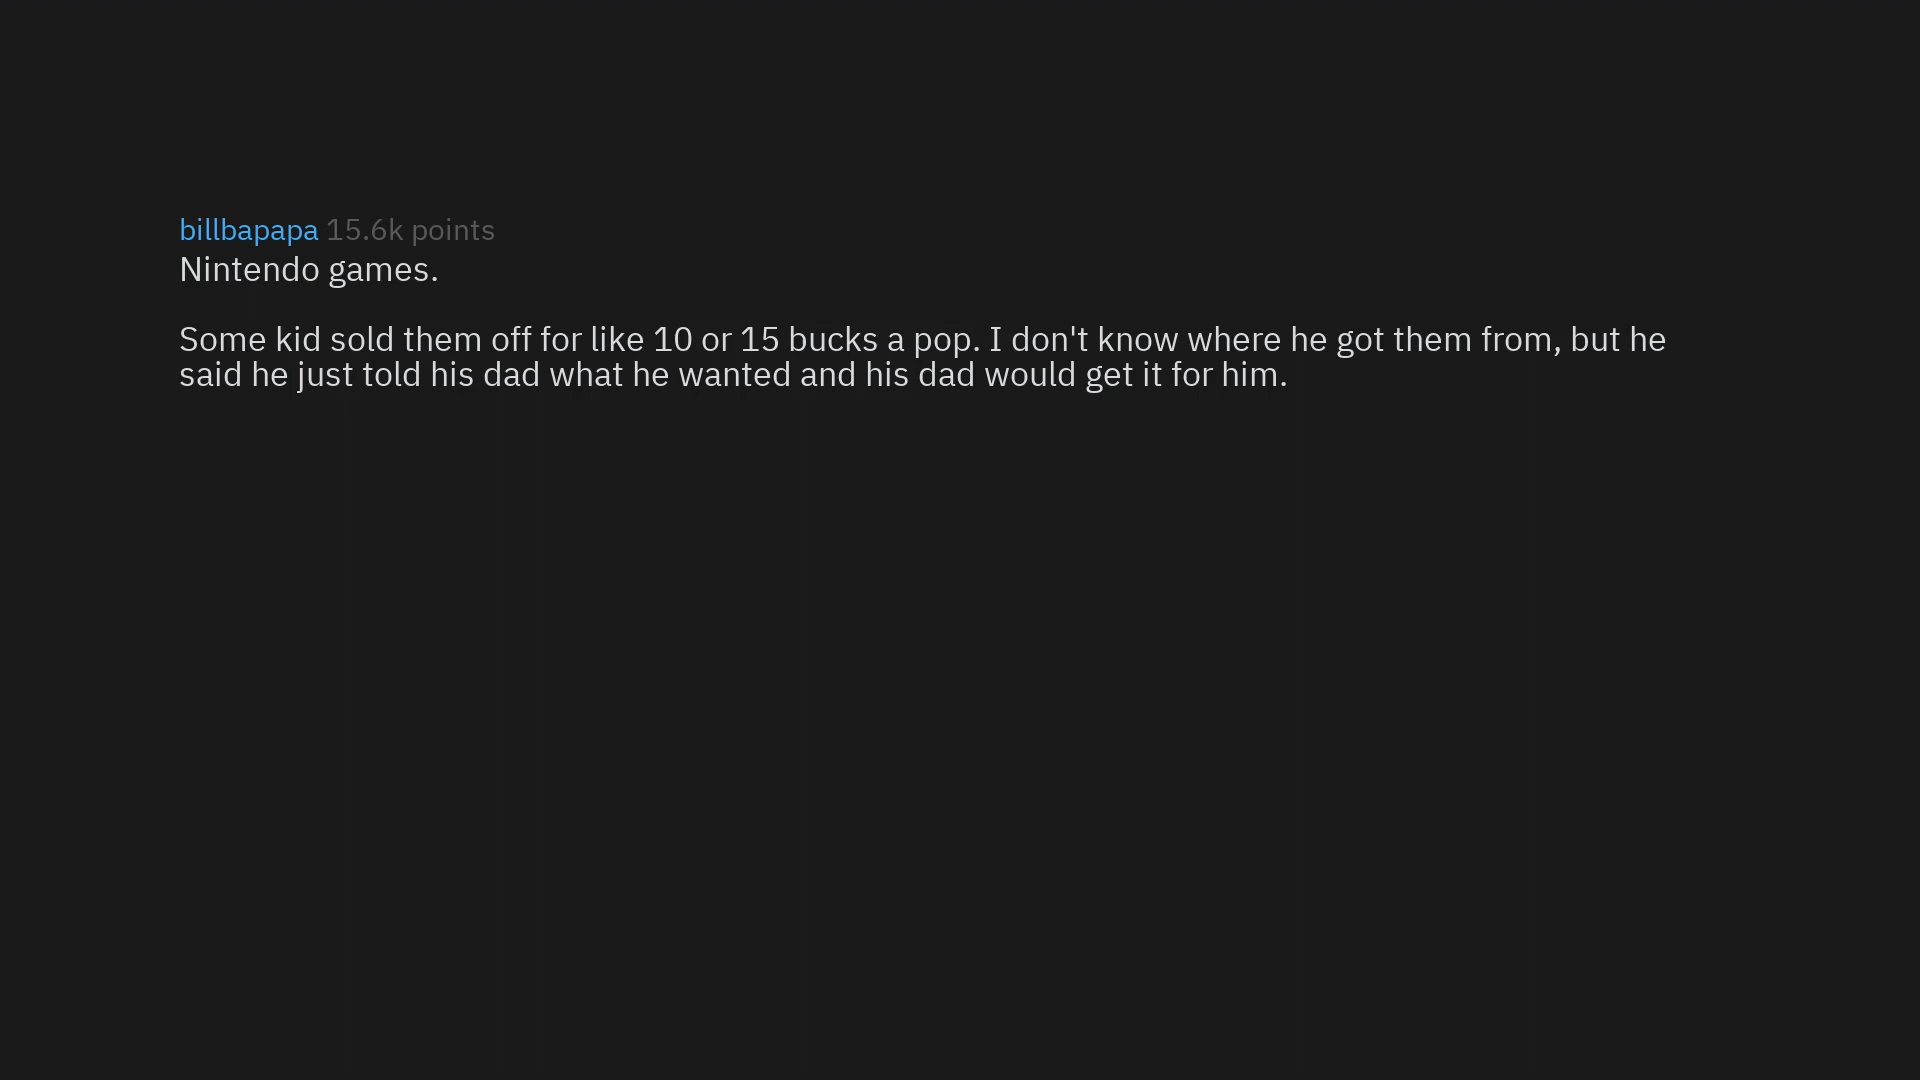 billbapapa 15.6k points
Nintendo games.
Some kid sold them off for like 10 or 15 bucks a pop. I don't know where he got them from, but he
said he just told his dad what he wanted and his dad would get it for him.